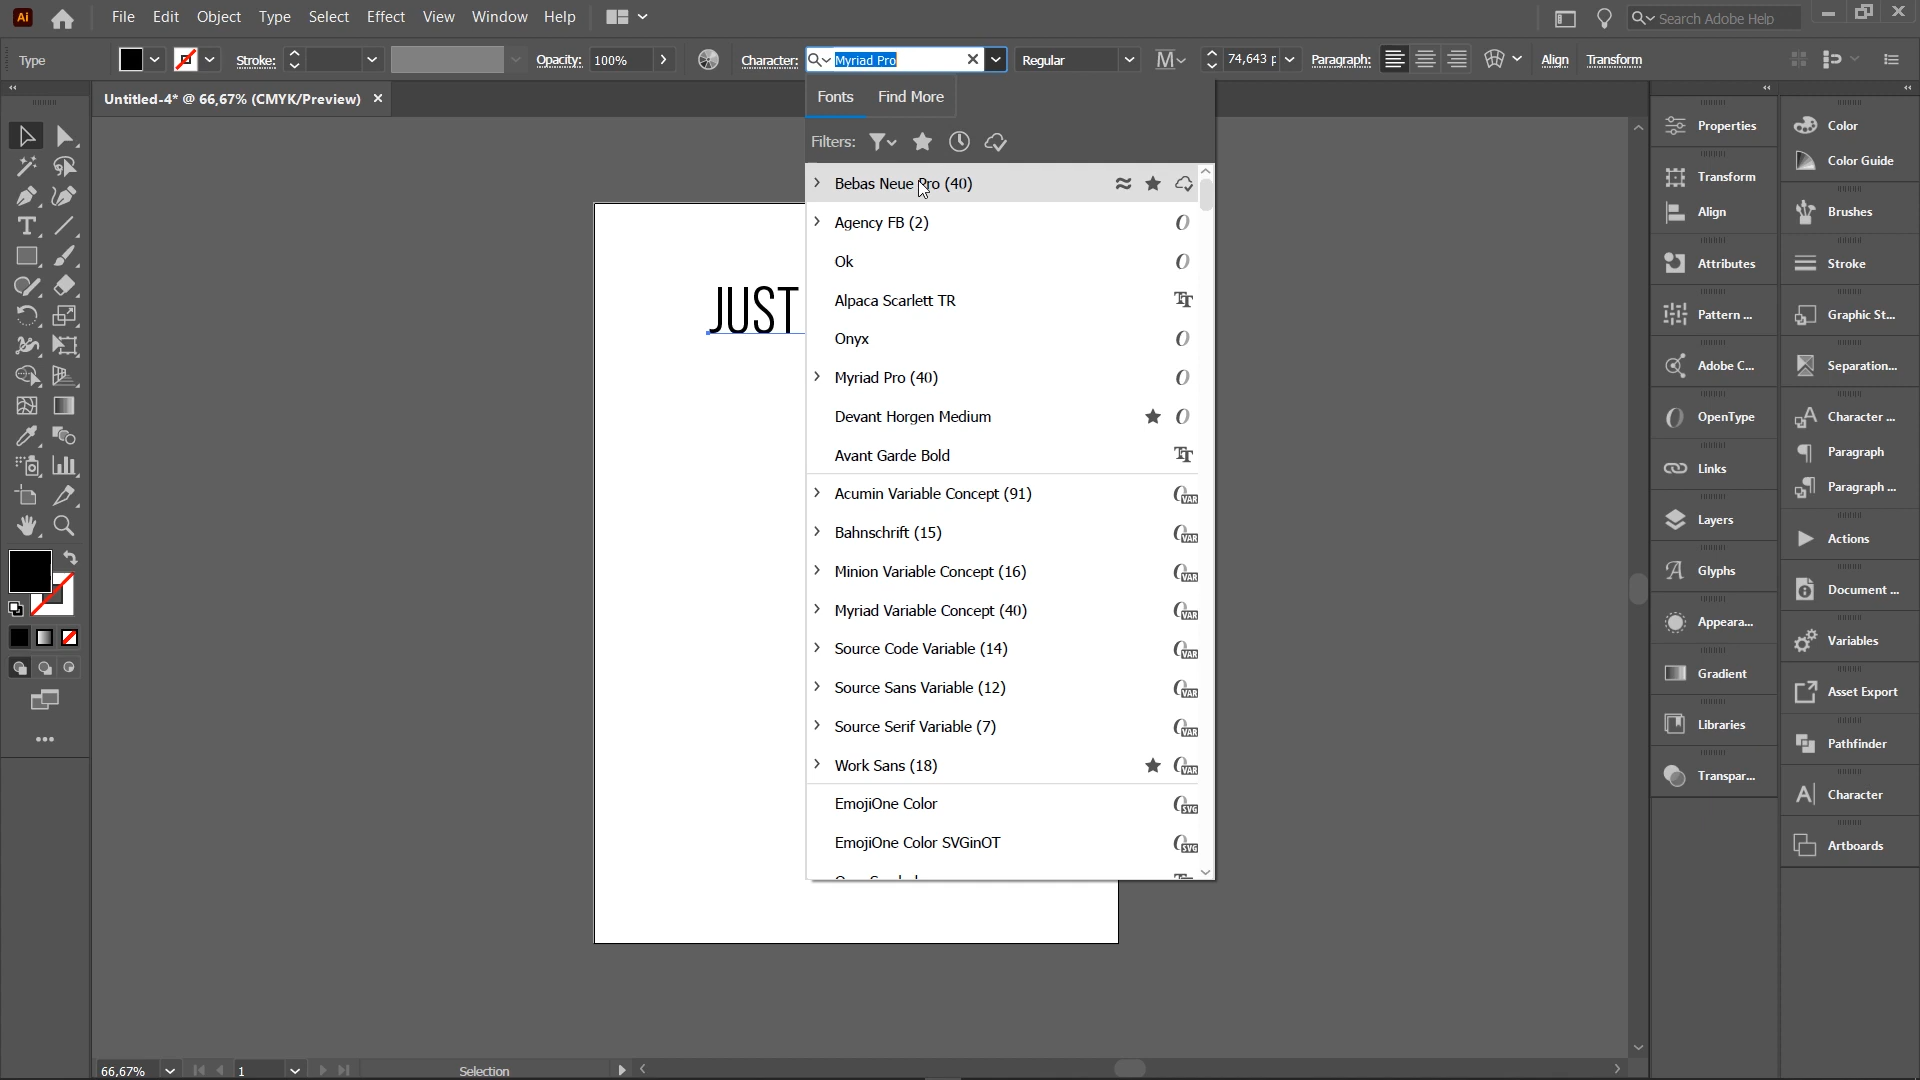 Ai File Edit Object Type Select Effect View Window Help Search Adobe Help
Type Stroke: Opacity: 100% Character: Myriad Pro Regular 74,643 p Paragraph: Align Transform
Untitled-4* @ 66,67% (CMYK/Preview)
Fonts Find More
Filters:
Bebas Neue Pro (40)
Agency FB (2)
Ok
Alpaca Scarlett TR
Onyx
Myriad Pro (40)
Devant Horgen Medium
Avant Garde Bold
Acumin Variable Concept (91)
Bahnschrift (15)
Minion Variable Concept (16)
Myriad Variable Concept (40)
Source Code Variable (14)
Source Sans Variable (12)
Source Serif Variable (7)
Work Sans (18)
EmojiOne Color
EmojiOne Color SVGinOT
JUST
Properties
Transform
Align
Attributes
Pattern ...
Adobe C...
OpenType
Links
Layers
Glyphs
Appeara...
Gradient
Libraries
Transpar...
Color
Color Guide
Brushes
Stroke
Graphic St...
Separation...
Character ...
Paragraph
Paragraph ...
Actions
Document ...
Variables
Asset Export
Pathfinder
Character
Artboards
66,67% 1 Selection